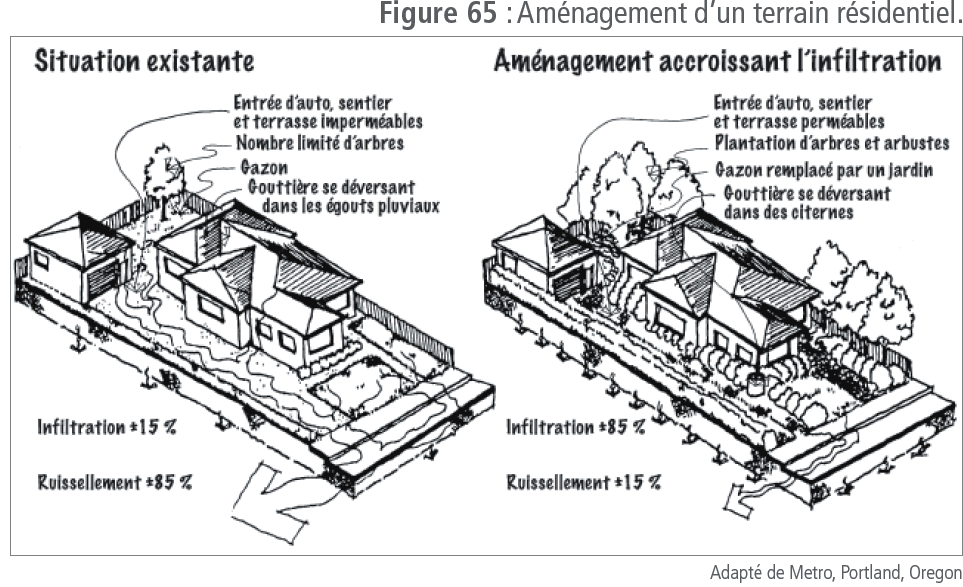 Figure 65 : Aménagement d'un terrain résidentiel.
Situation existante
Entrée d'auto, sentier
et terrasse imperméables
Nombre limité d'arbres
Gazon
Gouttière se déversant
dans les égouts pluviaux
Infiltration ±15 %
Ruissellement ±85 %
Aménagement accroissant l'infiltration
Entrée d'auto, sentier
et terrasse perméables
Plantation d'arbres et arbustes
Gazon remplacé par un jardin
Gouttière se déversant
dans des citernes
Infiltration ±85 %
Ruissellement ±15 %
Adapté de Metro, Portland, Oregon